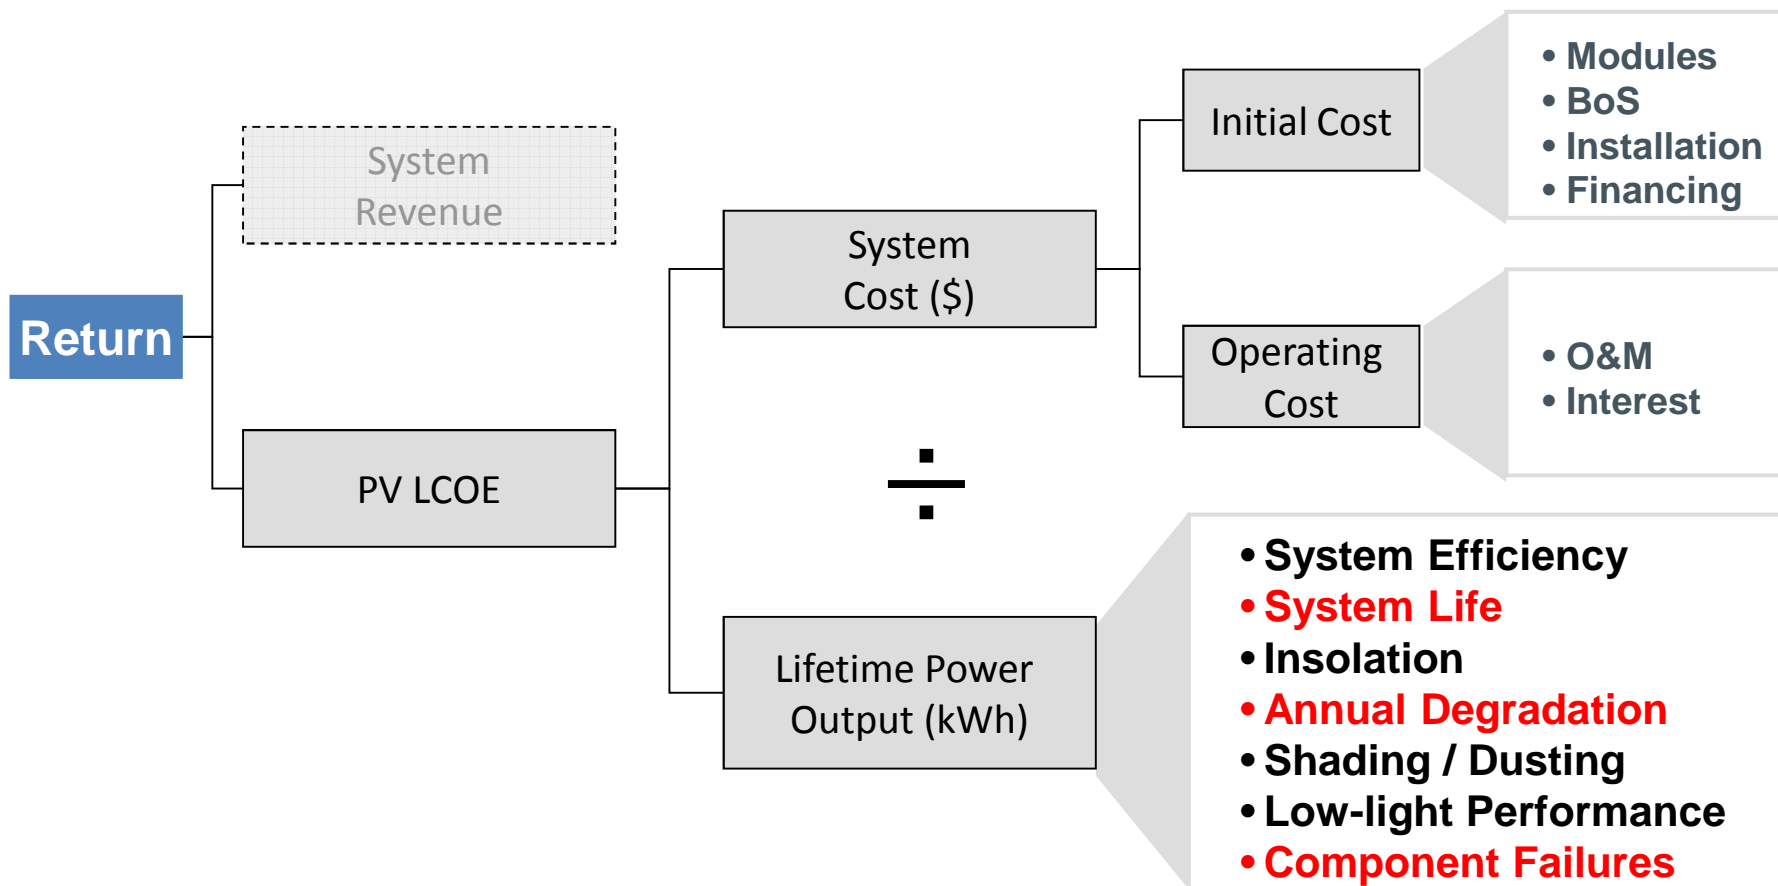 Return
System
Revenue
PV LCOE
System
Cost ($)
÷
Lifetime Power
Output (kWh)
Initial Cost
Operating
Cost
• Modules
• BoS
• Installation
• Financing
• O&M
• Interest
• System Efficiency
• System Life
• Insolation
• Annual Degradation
• Shading / Dusting
• Low-light Performance
• Component Failures